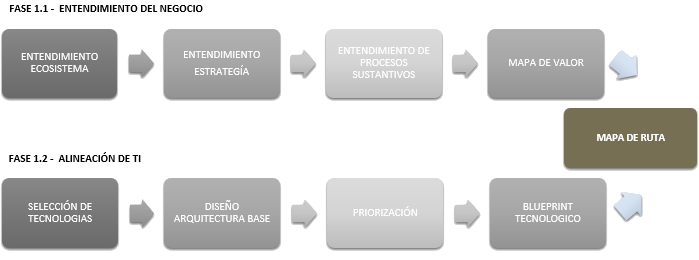 FASE 1.1 - ENTENDIMIENTO DEL NEGOCIO
ENTENDIMIENTO
ECOSISTEMA
ENTENDIMIENTO
ESTRATEGÍA
ENTENDIMIENTO DE
PROCESOS
SUSTANTIVOS
MAPA DE VALOR
MAPA DE RUTA
FASE 1.2 - ALINEACIÓN DE TI
SELECCIÓN DE
TECNOLOGIAS
DISEÑO
ARQUITECTURA BASE
PRIORIZACIÓN
BLUEPRINT
TECNOLOGICO